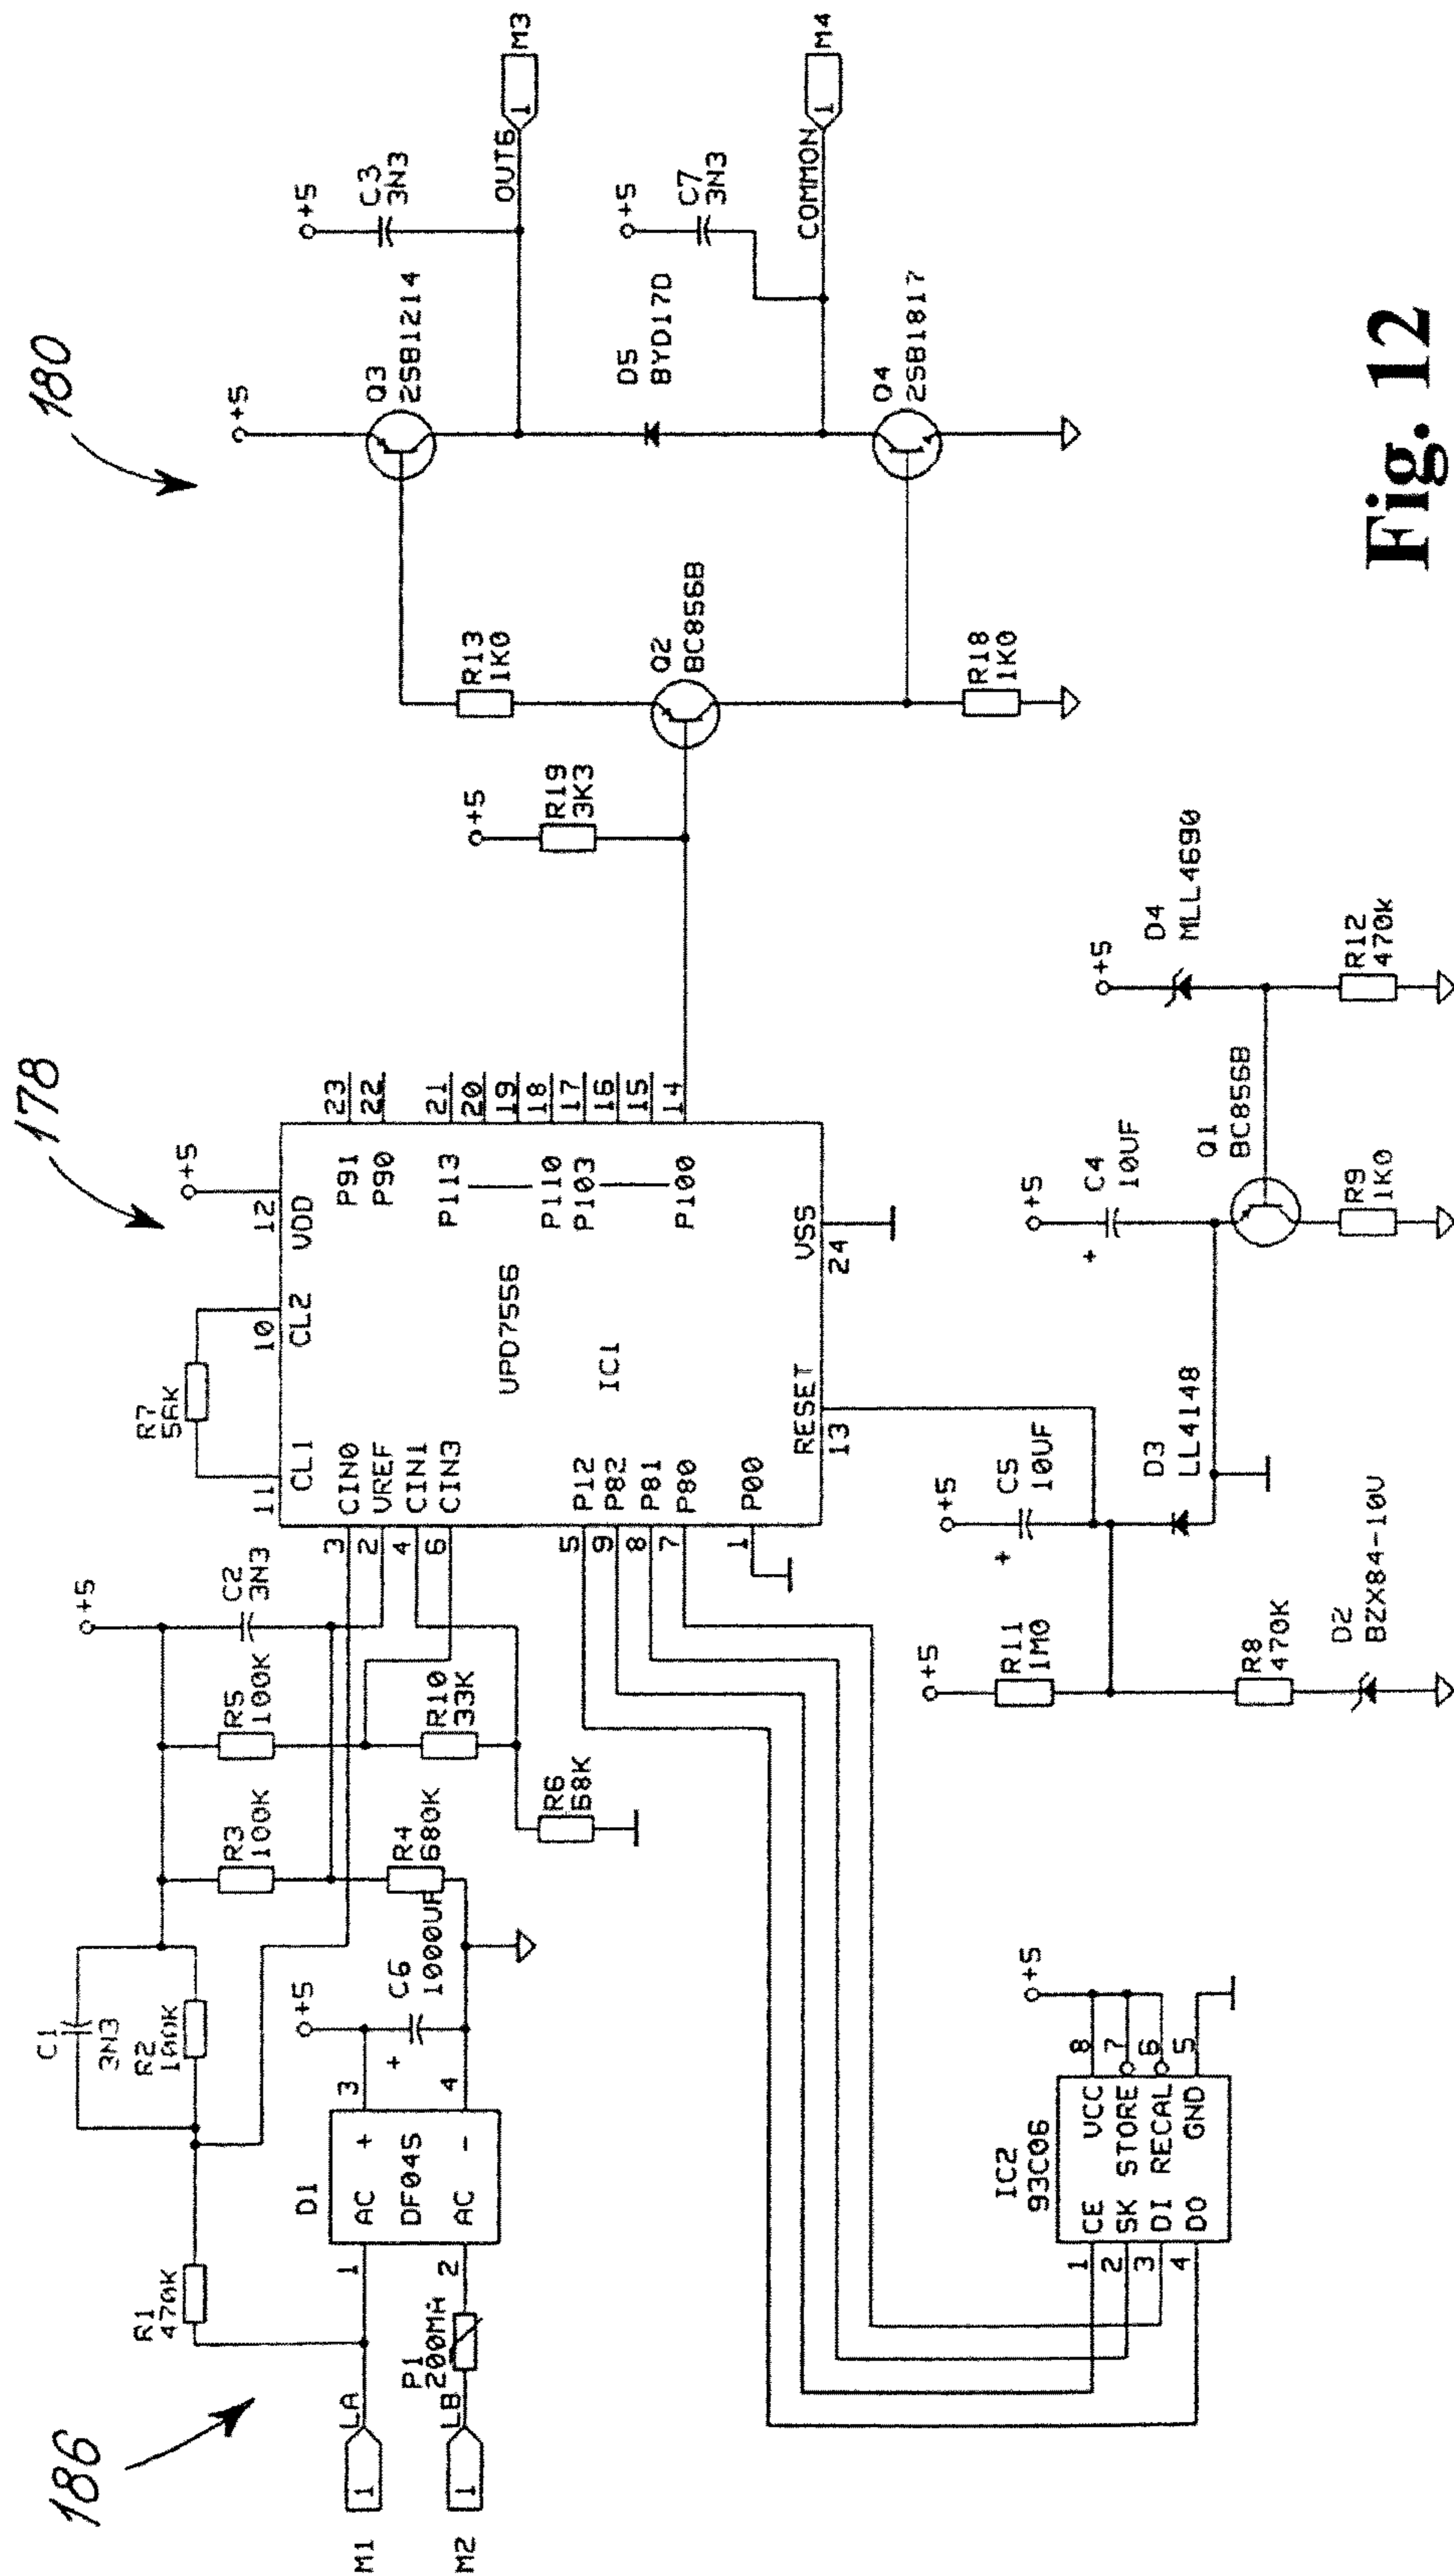 186
178
180
M1
1
LA
M2
1
LB
P1
200MA
R1
470K
C1
3N3
R2
100K
D1
AC +
DF04S
AC -
1
2
3
4
+5
C6
1000UF
R3
100K
R4
680K
R5
100K
R10
33K
R6
68K
+5
C2
3N3
R7
56K
11
10
12
+5
CL1
CL2
VDD
3
2
4
6
CIN0
VREF
CIN1
CIN3
5
9
8
7
1
P12
P82
P81
P80
P00
UPD7556
IC1
RESET
13
VSS
24
P91
P90
P113
P110
P103
P100
23
22
21
20
19
18
17
16
15
14
+5
R19
3K3
R13
1K0
Q2
BC856B
R18
1K0
+5
Q3
2SB1214
+5
C3
3N3
OUT6
1
M3
D5
BYD17D
+5
C7
3N3
COMMON
1
M4
Q4
2SB1817
IC2
93C06
1
2
3
4
CE
SK
DI
DO
VCC
STORE
RECAL
GND
8
7
6
5
+5
+5
R11
1M0
R8
470K
D2
BZX84-10V
+5
C5
10UF
+
D3
LL4148
+5
C4
10UF
+
Q1
BC856B
R9
1K0
+5
D4
MLL4690
R12
470k
+
Fig. 12